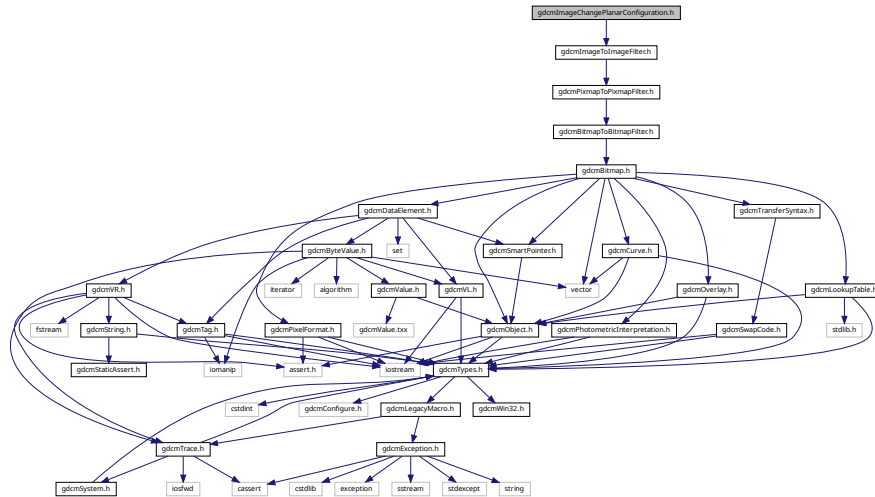 gdcmImageChangePlanarConfiguration.h
gdcmImageToImageFilter.h
gdcmPixmapToPixmapFilter.h
gdcmBitmapToBitmapFilter.h
gdcmBitmap.h
gdcmDataElement.h
gdcmTransferSyntax.h
gdcmByteValue.h
set
gdcmSmartPointer.h
gdcmCurve.h
gdcmVR.h
iterator
algorithm
gdcmValue.h
gdcmVL.h
vector
gdcmOverlay.h
gdcmLookupTable.h
fstream
gdcmString.h
gdcmTag.h
gdcmPixelFormat.h
gdcmValue.txx
gdcmObject.h
gdcmPhotometricInterpretation.h
gdcmSwapCode.h
stdlib.h
gdcmStaticAssert.h
iomanip
assert.h
iostream
gdcmTypes.h
cstdint
gdcmConfigure.h
gdcmLegacyMacro.h
gdcmWin32.h
gdcmTrace.h
gdcmException.h
gdcmSystem.h
iosfwd
cassert
cstdlib
exception
sstream
stdexcept
string